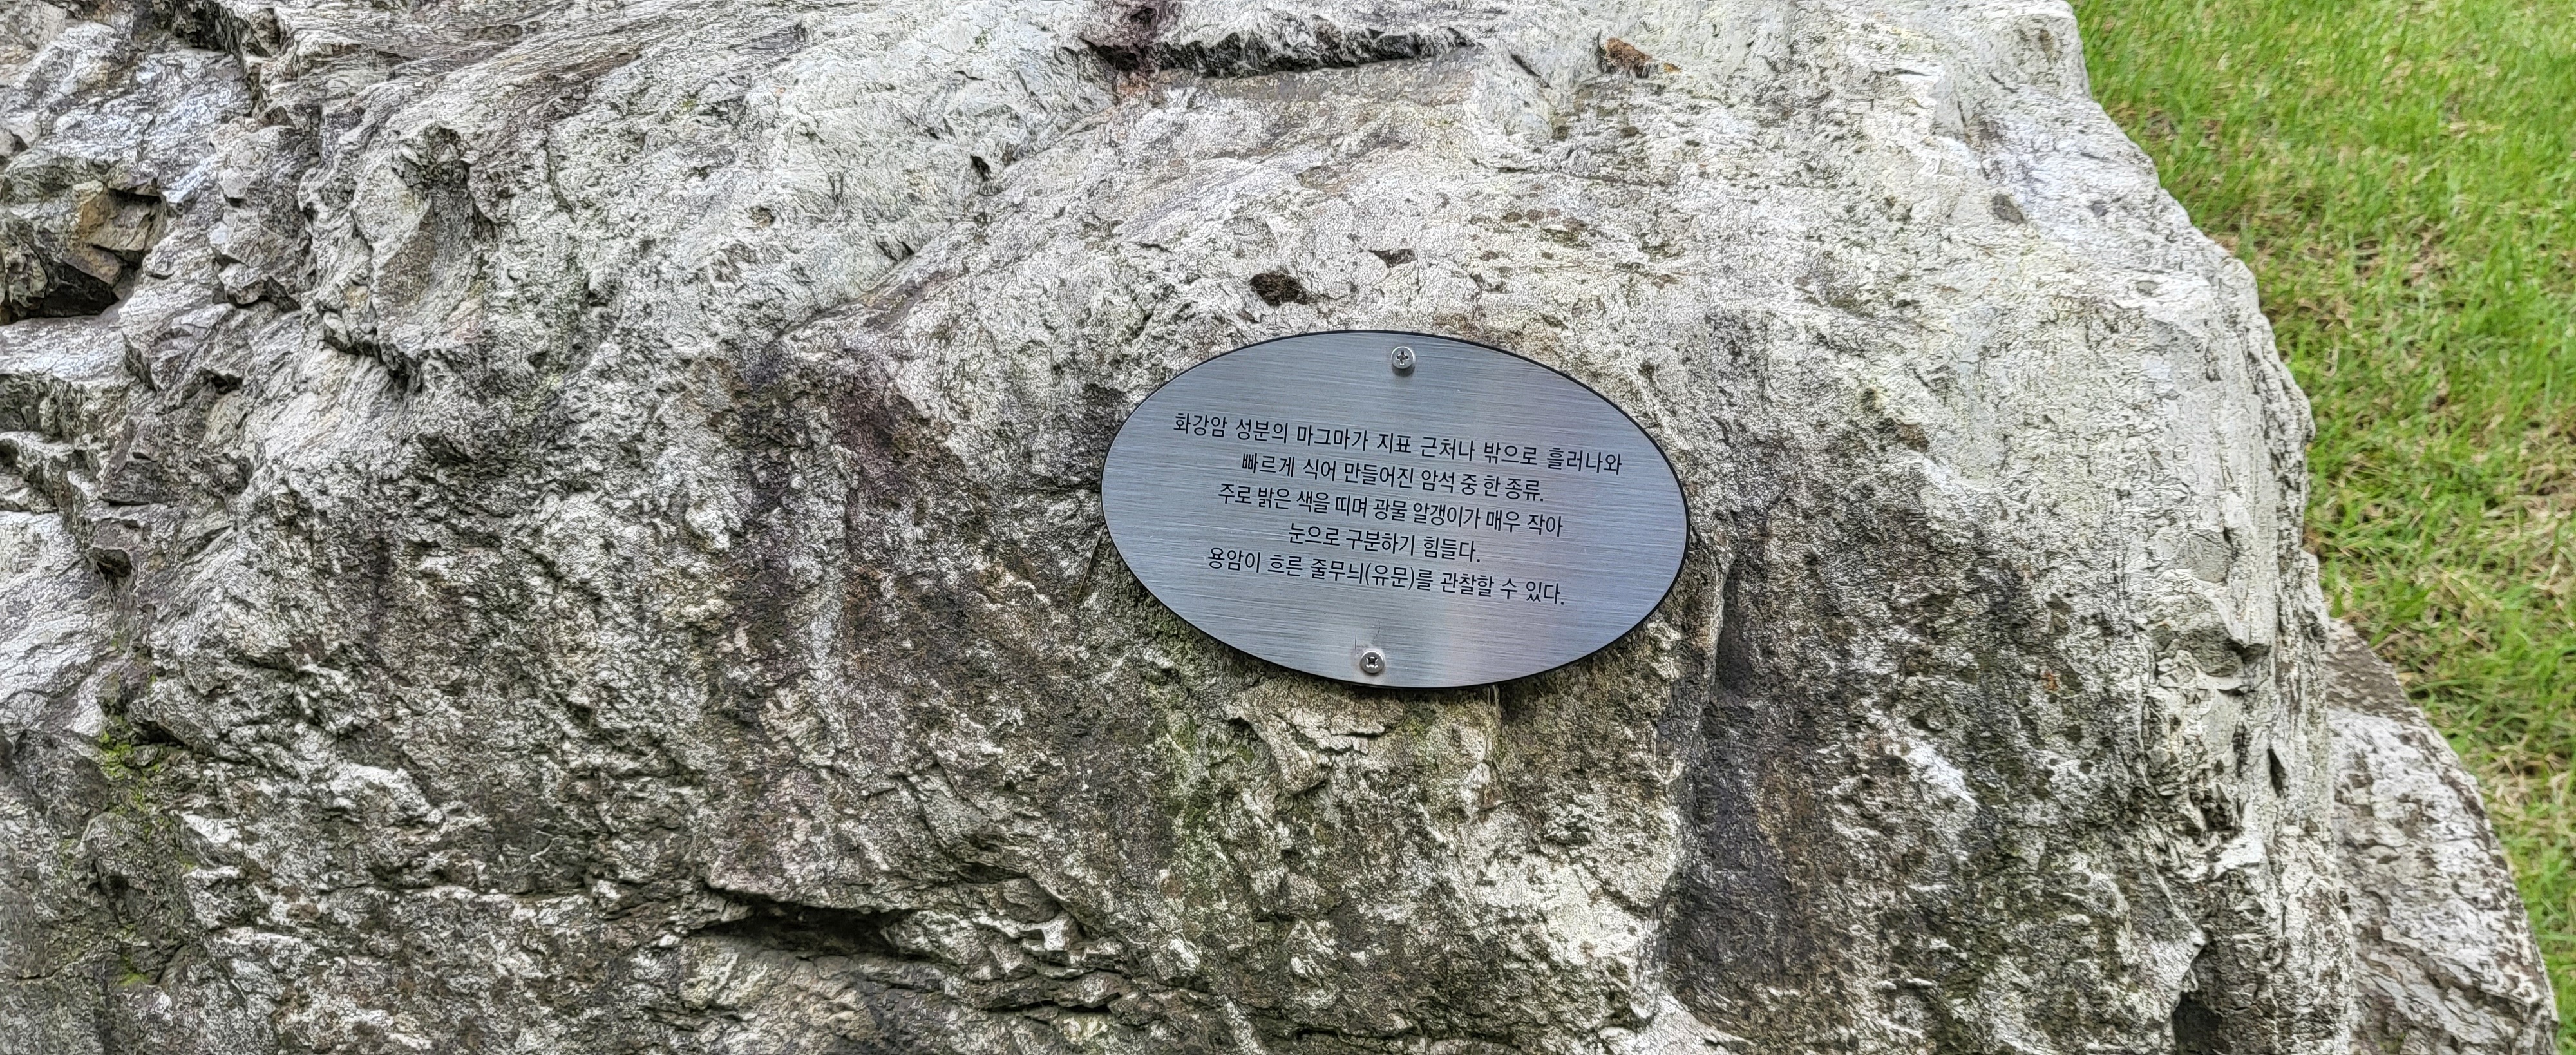 화강암 성분의 마그마가 지표 근처나 밖으로 흘러나와
빠르게 식어 만들어진 암석 중 한 종류.
주로 밝은 색을 띠며 광물 알갱이가 매우 작아
눈으로 구분하기 힘들다.
용암이 흐른 줄무늬(유문)를 관찰할 수 있다.